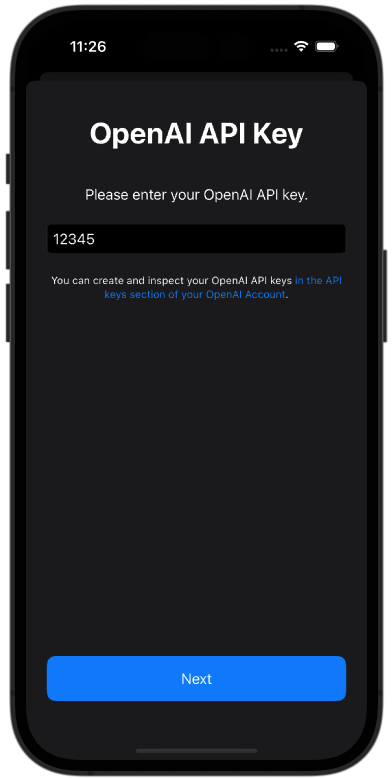 11:26
OpenAI API Key
Please enter your OpenAI API key.
12345
You can create and inspect your OpenAI API keys in the API
keys section of your OpenAI Account.
Next